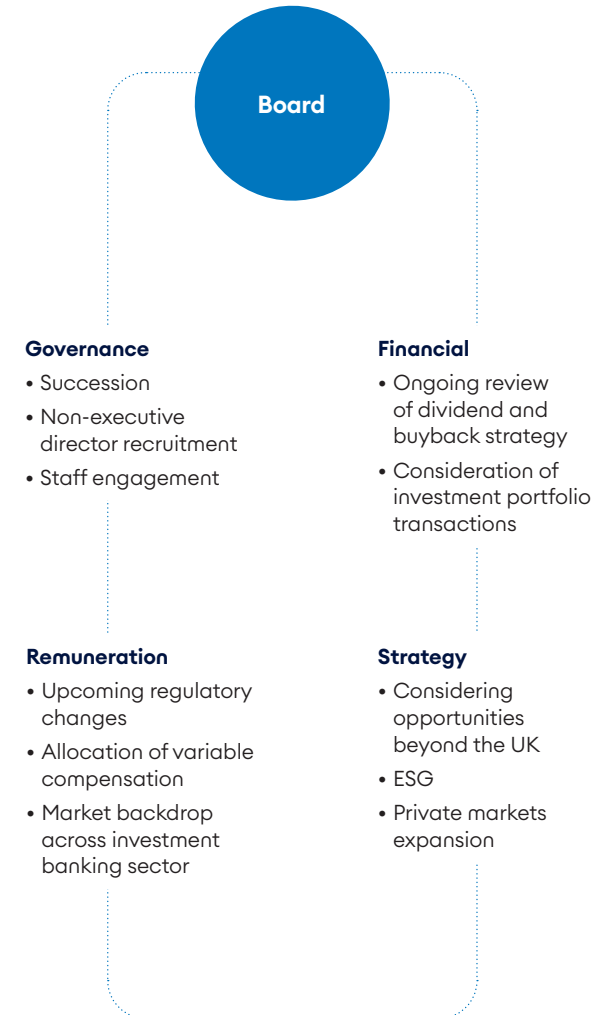 Board
Governance
• Succession
• Non-executive
director recruitment
• Staff engagement
Financial
• Ongoing review
of dividend and
buyback strategy
• Consideration of
investment portfolio
transactions
Remuneration
• Upcoming regulatory
changes
• Allocation of variable
compensation
• Market backdrop
across investment
banking sector
Strategy
• Considering
opportunities
beyond the UK
• ESG
• Private markets
expansion